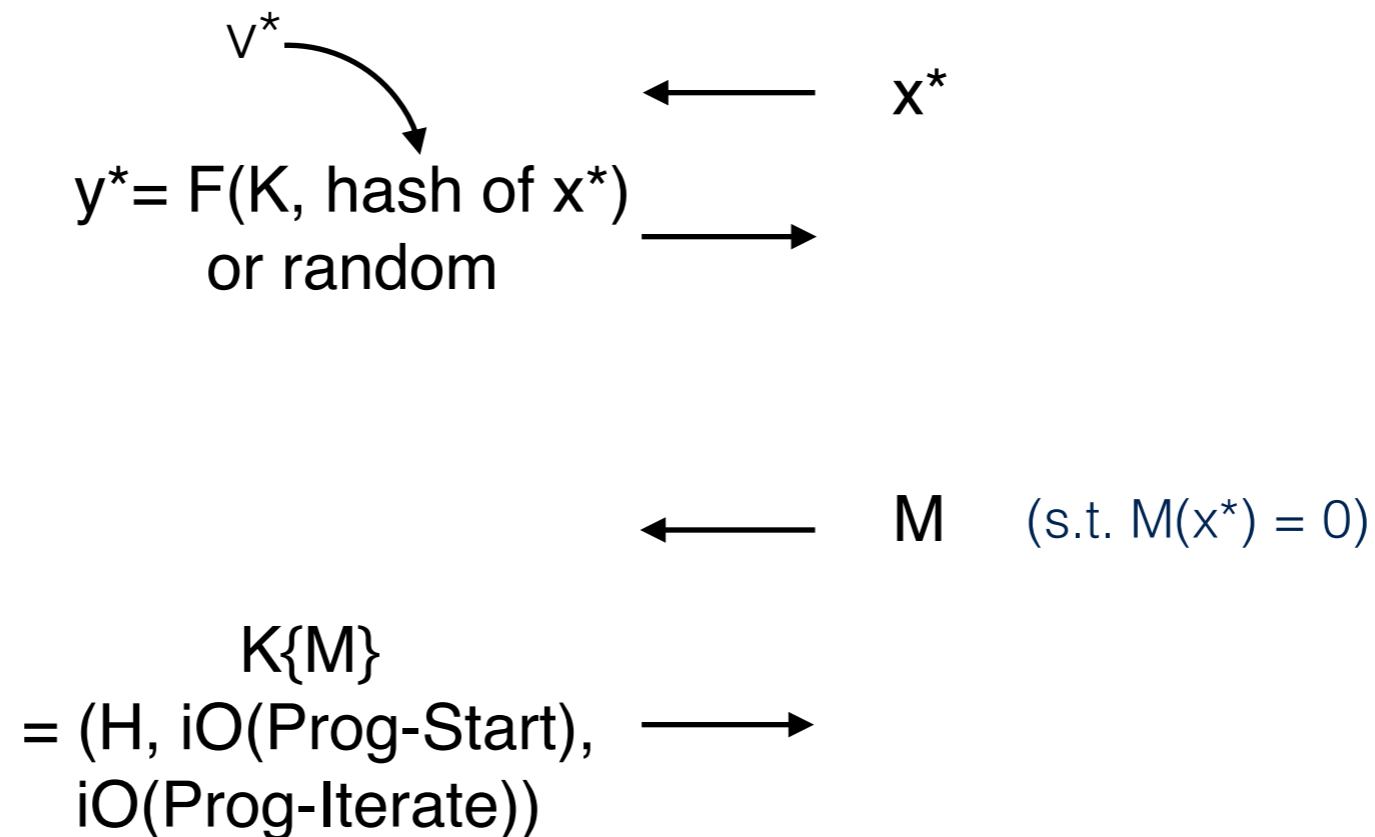 v*
x*
y*= F(K, hash of x*)
or random
M (s.t. M(x*) = 0)
K{M}
= (H, iO(Prog-Start),
iO(Prog-Iterate))